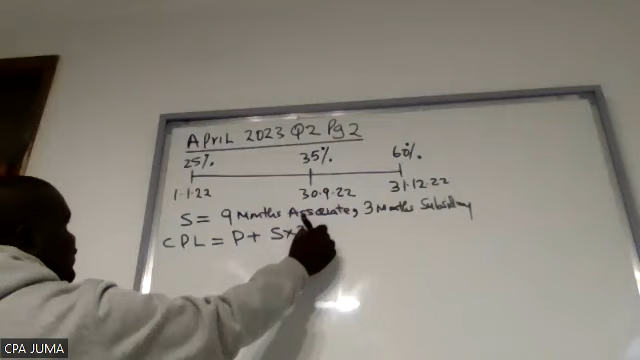 April 2023 Q2 Pg 2
25% 35% 60%
1.1.22 30.9.22 31.12.22
S = 9 Months Associate, 3 Months Subsidiary
CPL = P + S×
CPA JUMA